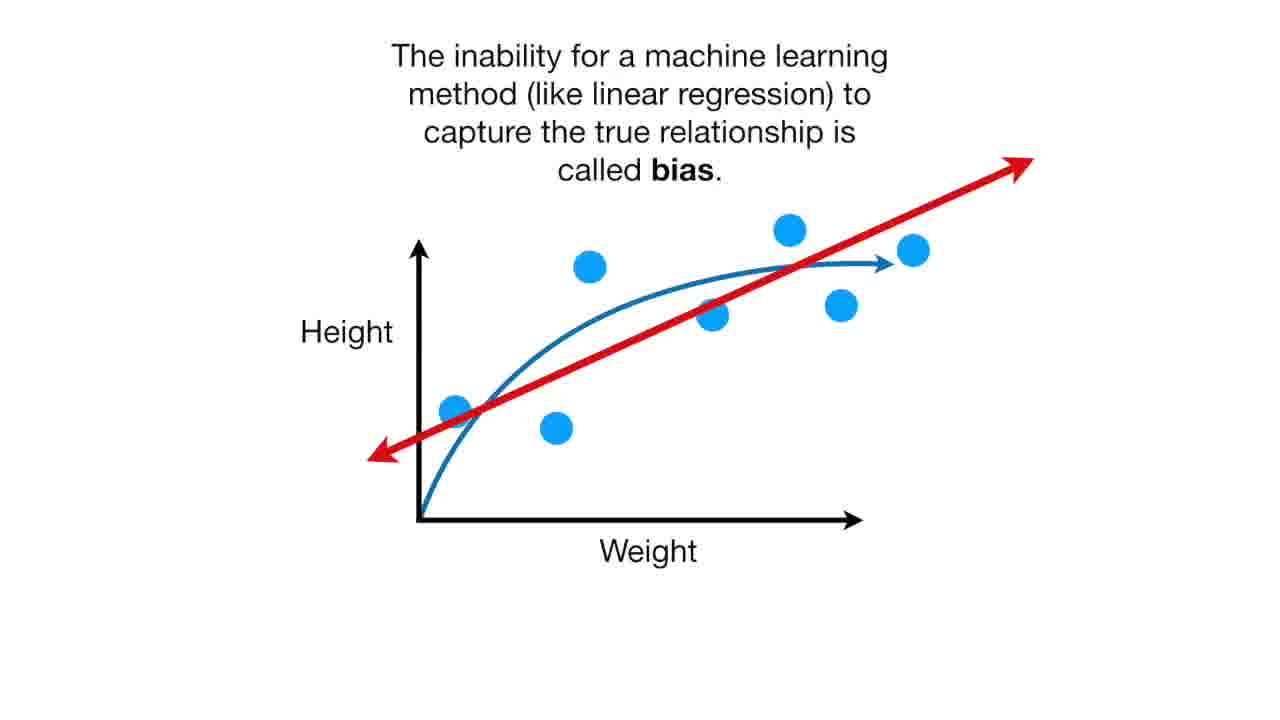 The inability for a machine learning
method (like linear regression) to
capture the true relationship is
called bias.
Height
Weight